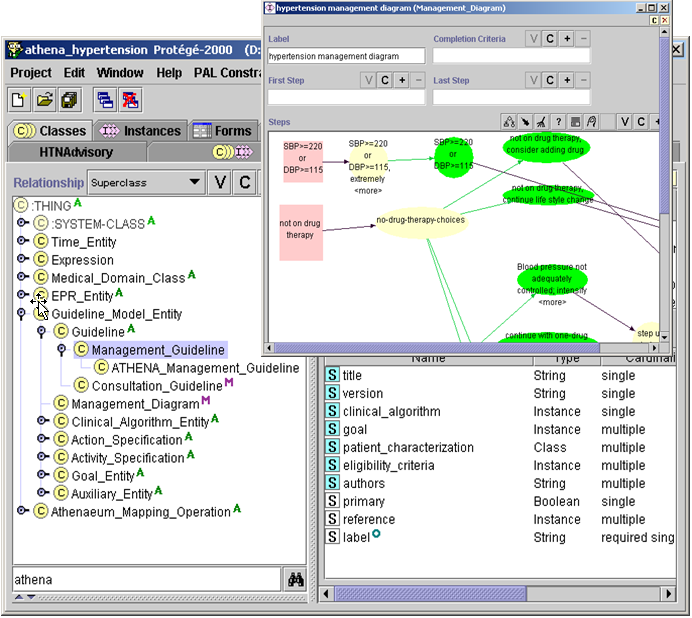 hypertension management diagram (Management_Diagram)
C ×
Label
Completion Criteria
V C + −
hypertension management diagram
First Step
V C + −
Last Step
V C + −
Steps
? V C +
SBP>=220
or
DBP>=115
SBP>=220
or
DBP>=115,
extremely
<more>
SBP>=220
or
DBP>=115
not on drug therapy,
consider adding drug
not on drug therapy,
continue life style change
not on drug
therapy
no-drug-therapy-choices
Blood pressure not
adequately
controlled; intensify
<more>
step u
continue with one-drug
athena_hypertension Protégé-2000 (D:
Project Edit Window Help PAL Constra
C Classes
I Instances
Forms
HTNAdvisory
C I
Relationship
Superclass
V C
C :THING A
C :SYSTEM-CLASS A
C Time_Entity
C Expression
C Medical_Domain_Class A
C EPR_Entity A
Guideline_Model_Entity
C Guideline A
C Management_Guideline
C ATHENA_Management_Guideline
C Consultation_Guideline M
C Management_Diagram M
C Clinical_Algorithm_Entity A
C Action_Specification A
C Activity_Specification A
C Goal_Entity A
C Auxiliary_Entity A
C Athenaeum_Mapping_Operation A
athena
Name Type Cardinali
S title String single
S version String single
S clinical_algorithm Instance single
S goal Instance multiple
S patient_characterization Class multiple
S eligibility_criteria Instance multiple
S authors String multiple
S primary Boolean single
S reference Instance multiple
S label String required sing